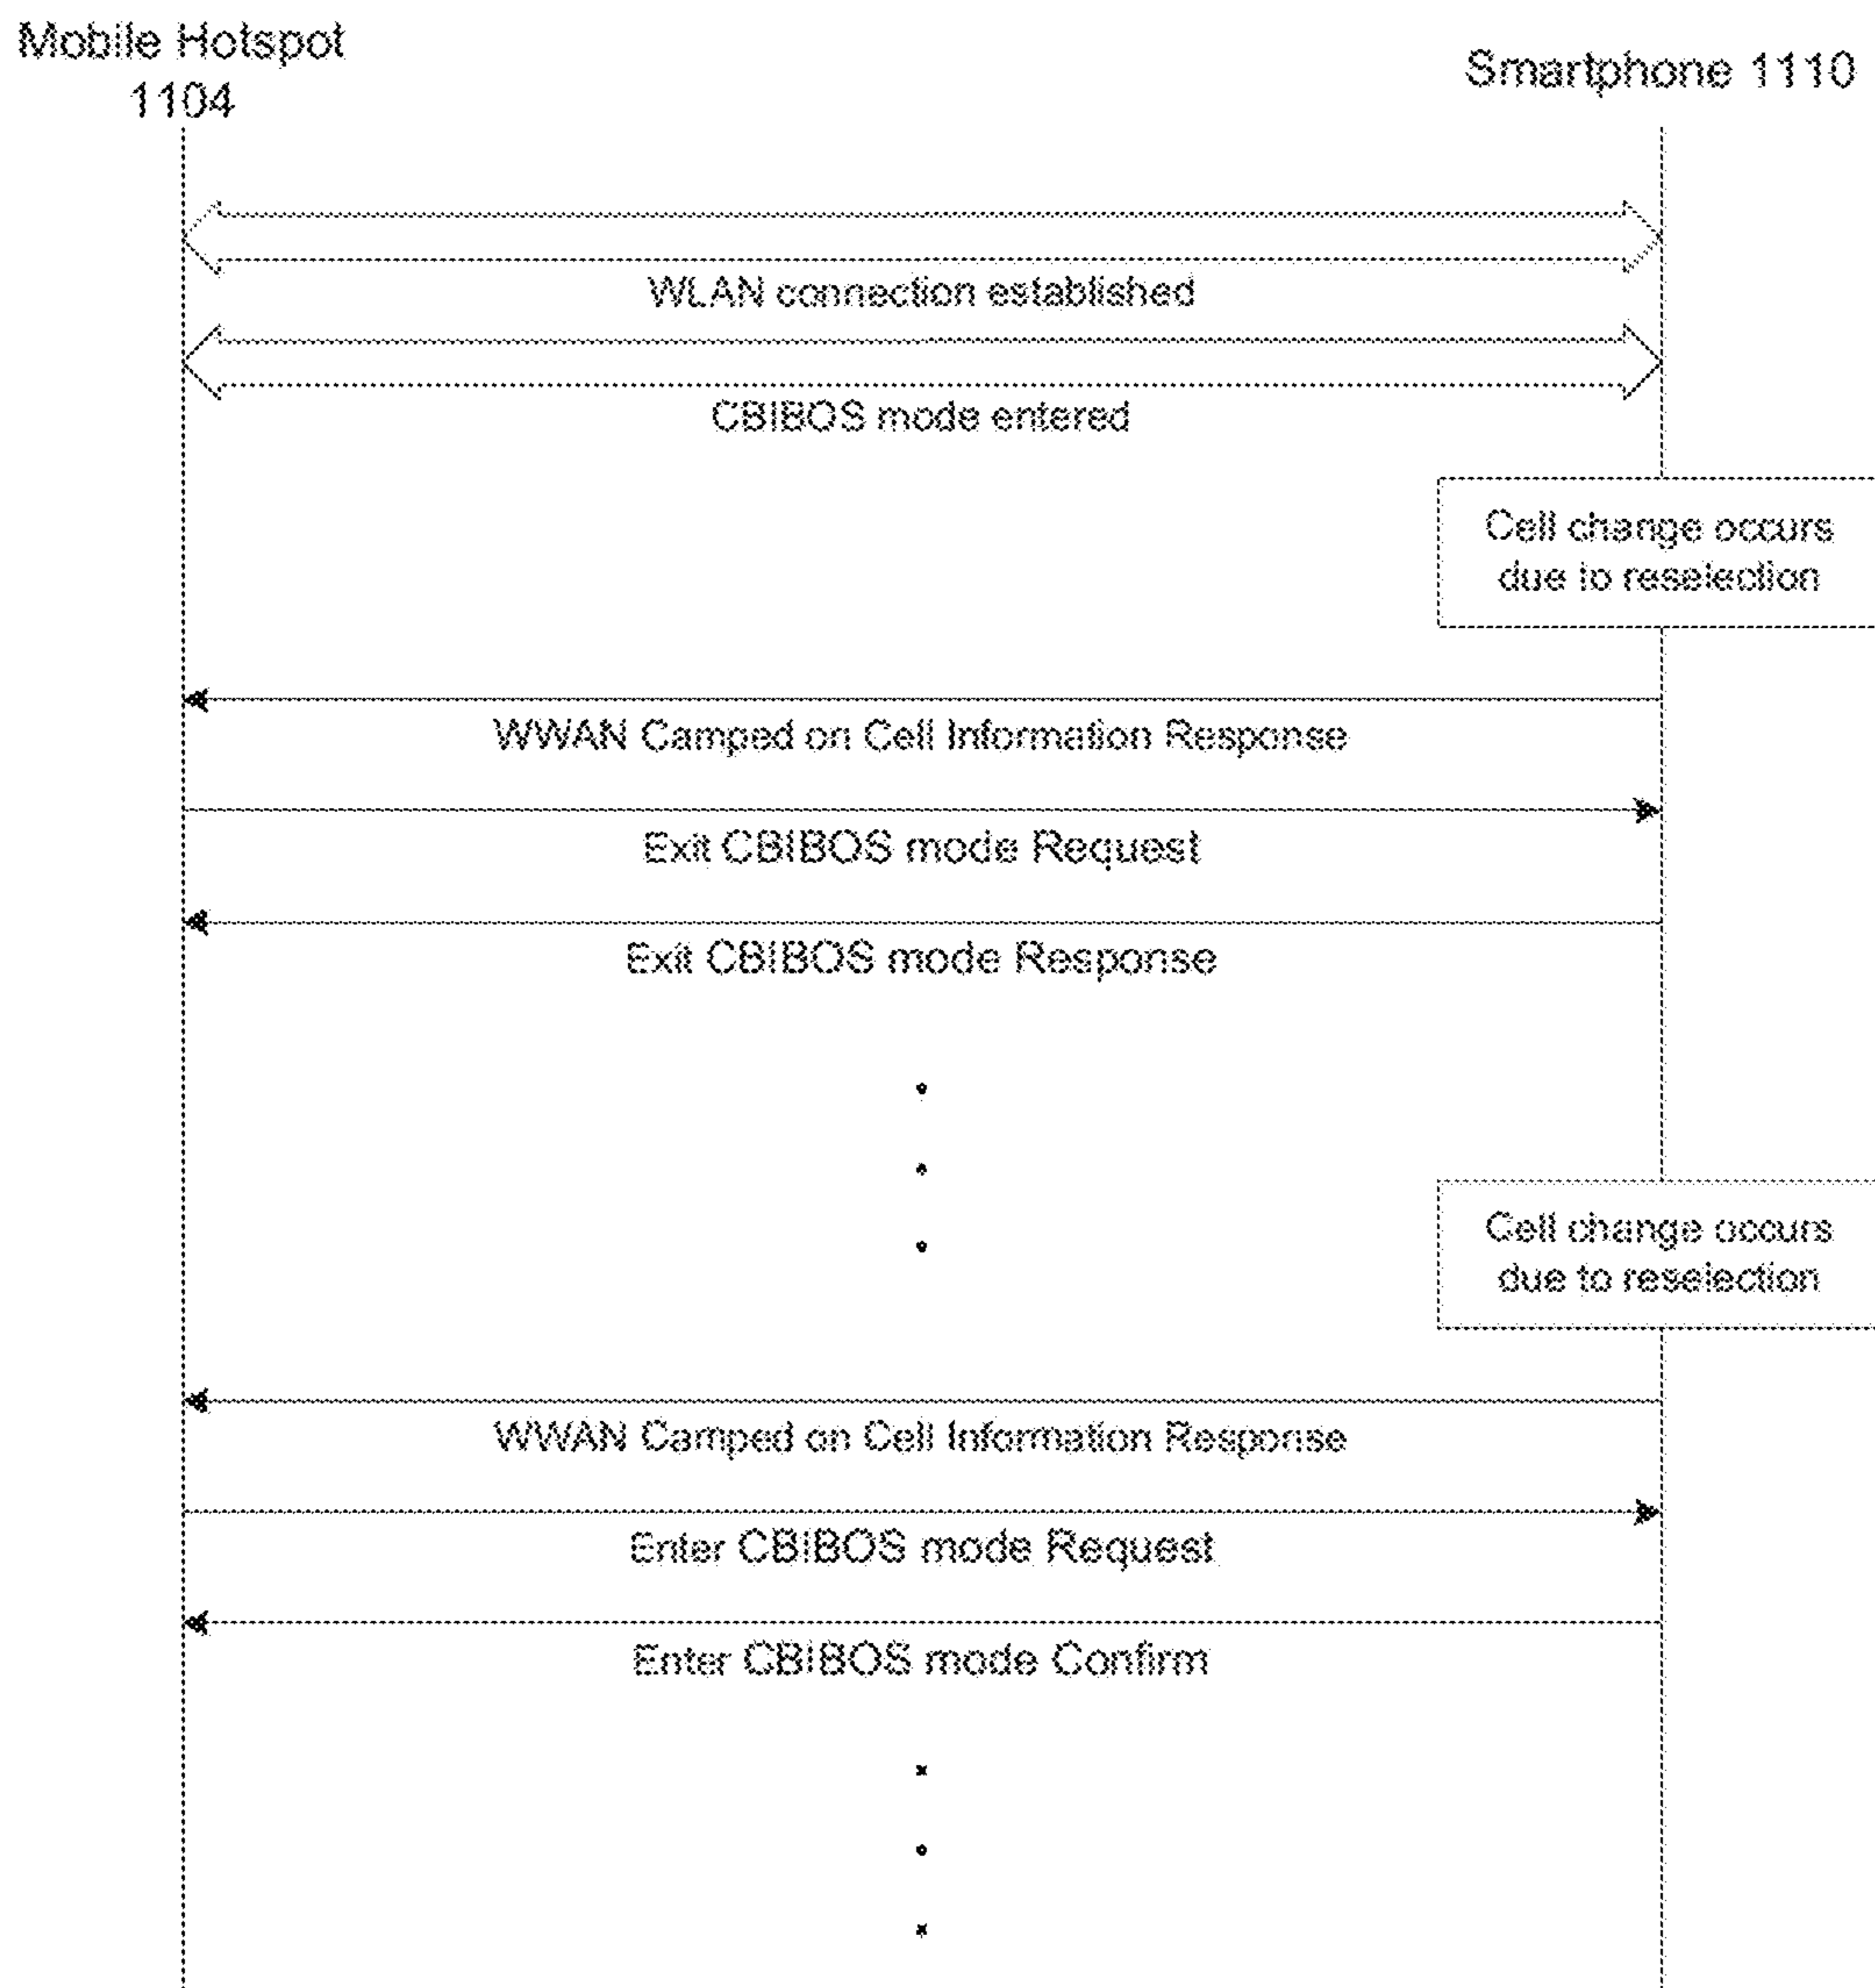 Mobile Hotspot
1104
Smartphone 1110
WLAN connection established
CBIBOS mode entered
Cell change occurs
due to reselection
WWAN Camped on Cell Information Response
Exit CBIBOS mode Request
Exit CBIBOS mode Response
Cell change occurs
due to reselection
WWAN Camped on Cell Information Response
Enter CBIBOS mode Request
Enter CBIBOS mode Confirm